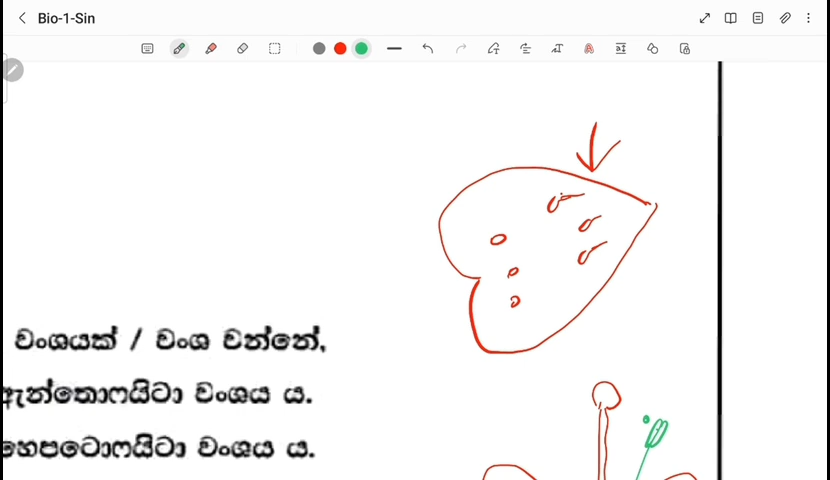 Bio-1-Sin
වංශයක් / වංශ වන්නේ,
ඇන්තොෆයිටා වංශය ය.
හෙපටොෆයිටා වංශය ය.